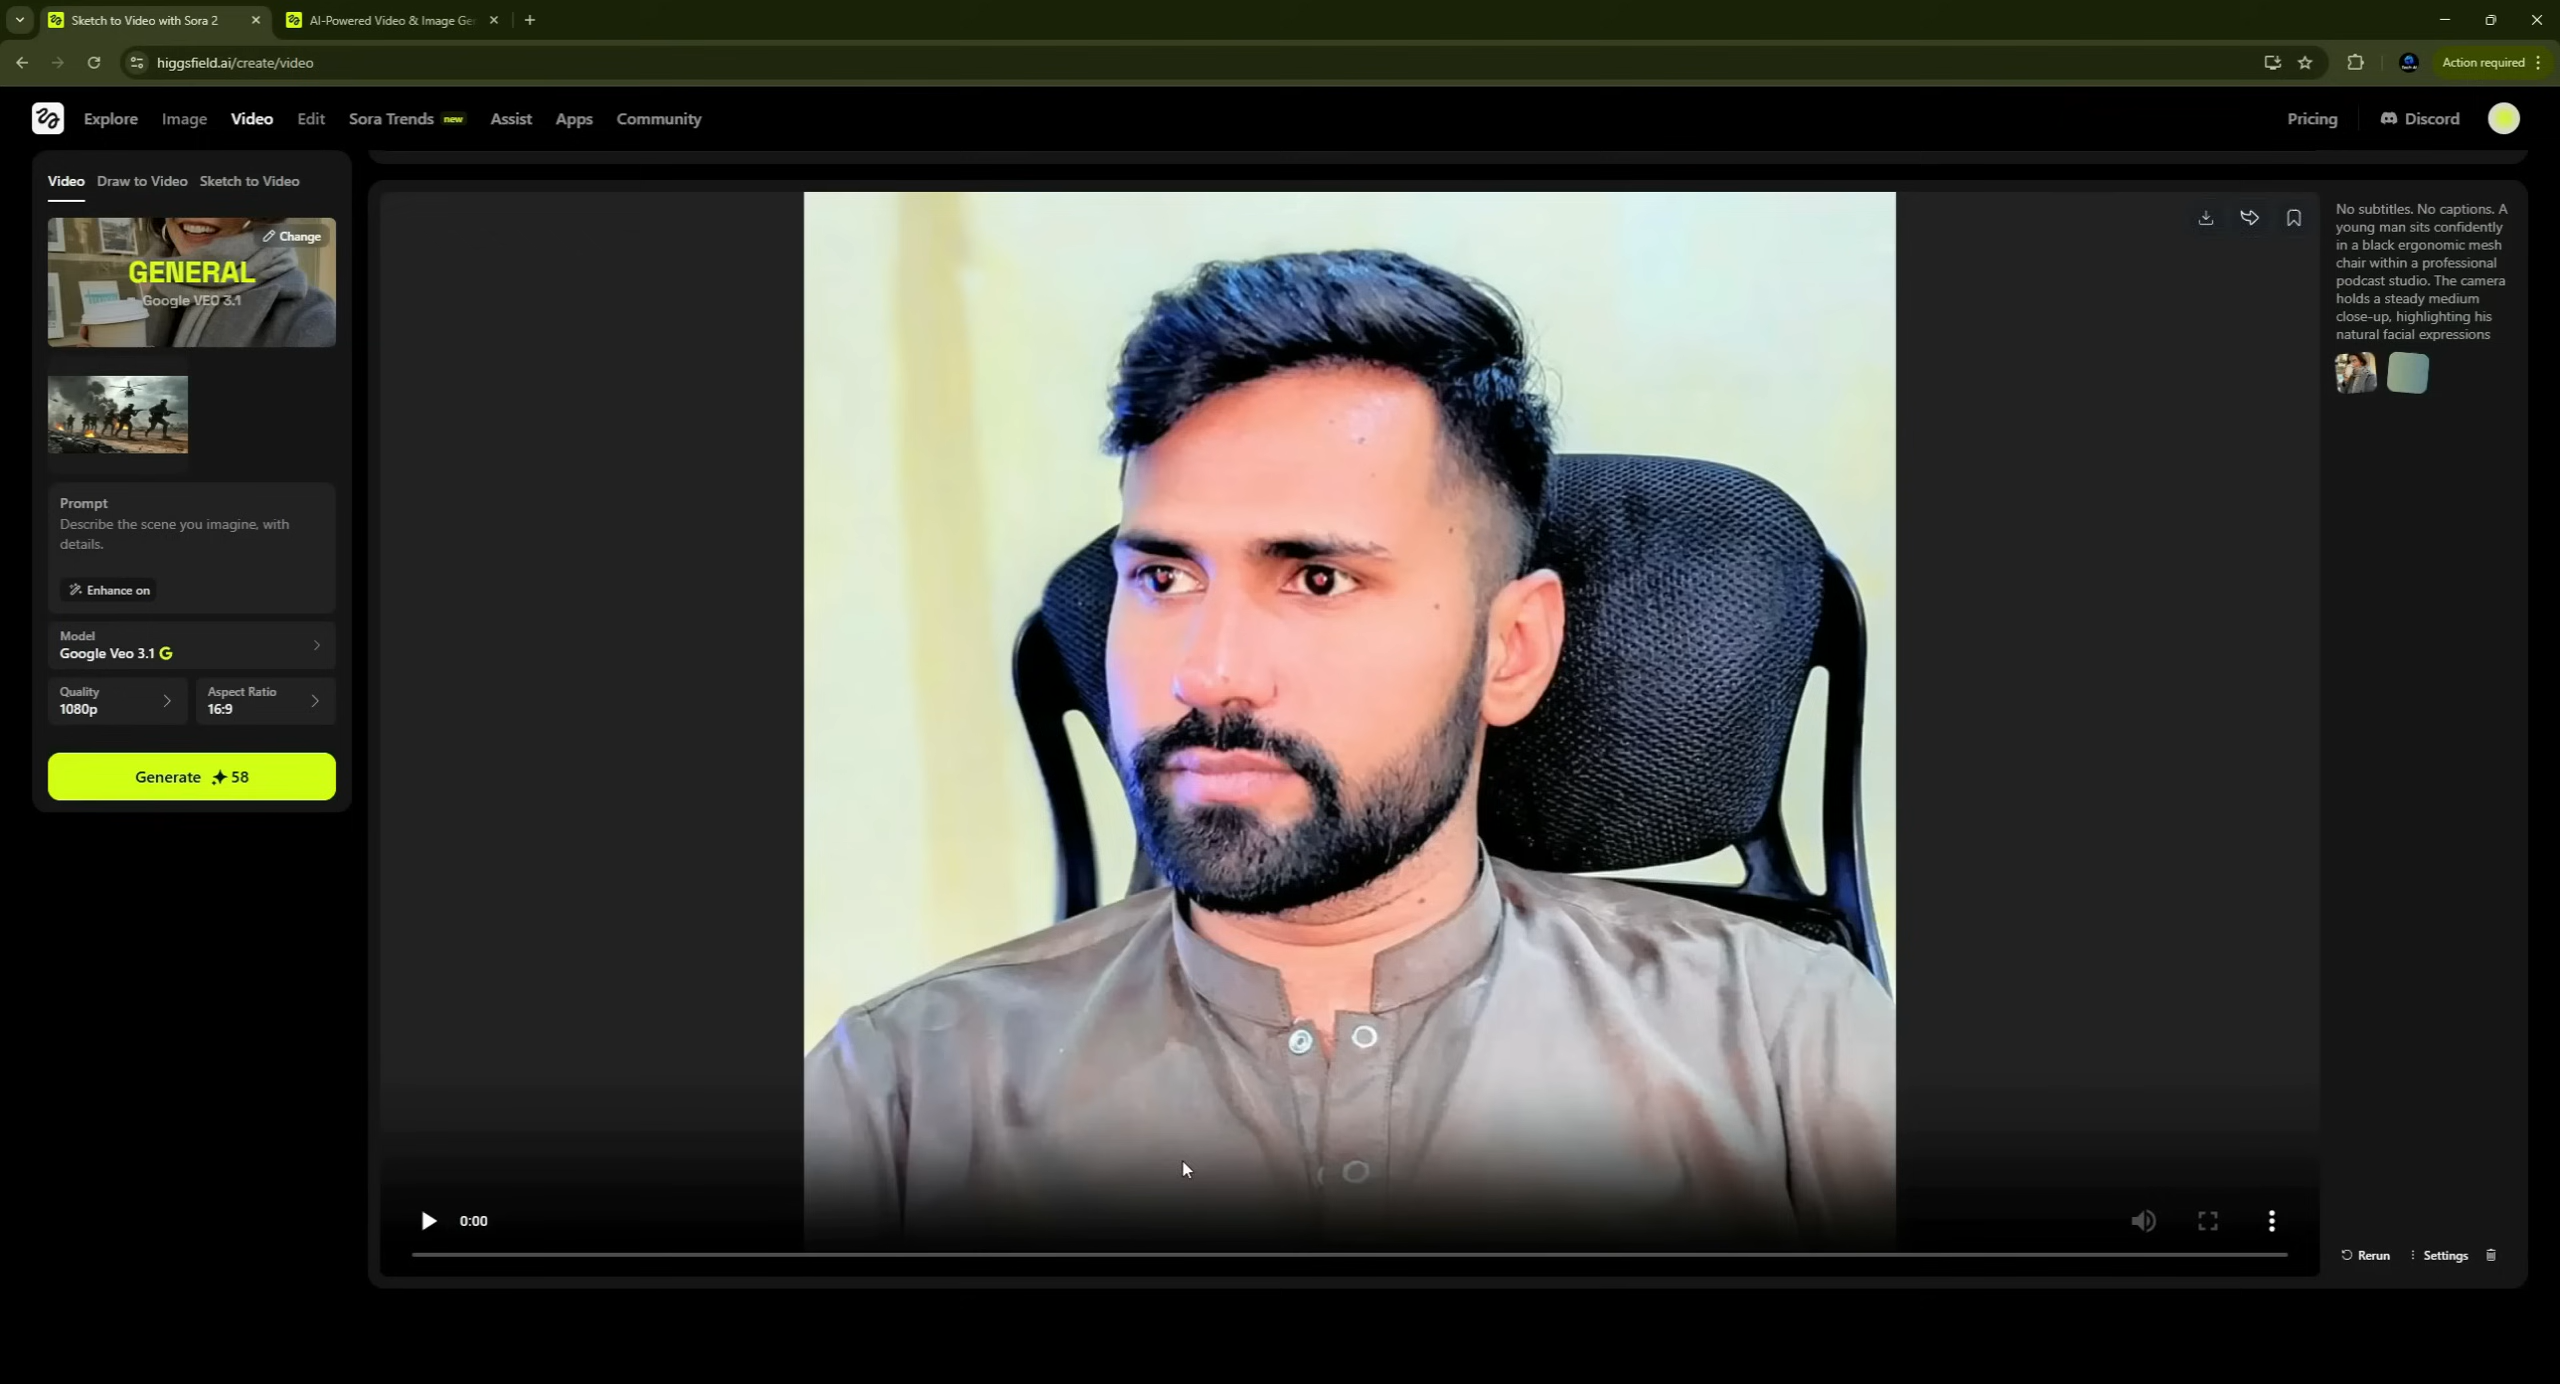 Sketch to Video with Sora 2
AI-Powered Video & Image Ge
higgsfield.ai/create/video
Action required
Explore Image Video Edit Sora Trends new Assist Apps Community
Pricing Discord
Video Draw to Video Sketch to Video
Change
GENERAL
Google VEO 3.1
Prompt
Describe the scene you imagine, with
details.
Enhance on
Model
Google Veo 3.1
Quality
1080p
Aspect Ratio
16:9
Generate 58
0:00
No subtitles. No captions. A
young man sits confidently
in a black ergonomic mesh
chair within a professional
podcast studio. The camera
holds a steady medium
close-up, highlighting his
natural facial expressions
Rerun Settings